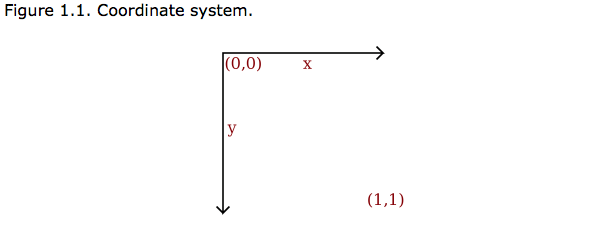 Figure 1.1. Coordinate system.
(0,0) x
y
(1,1)